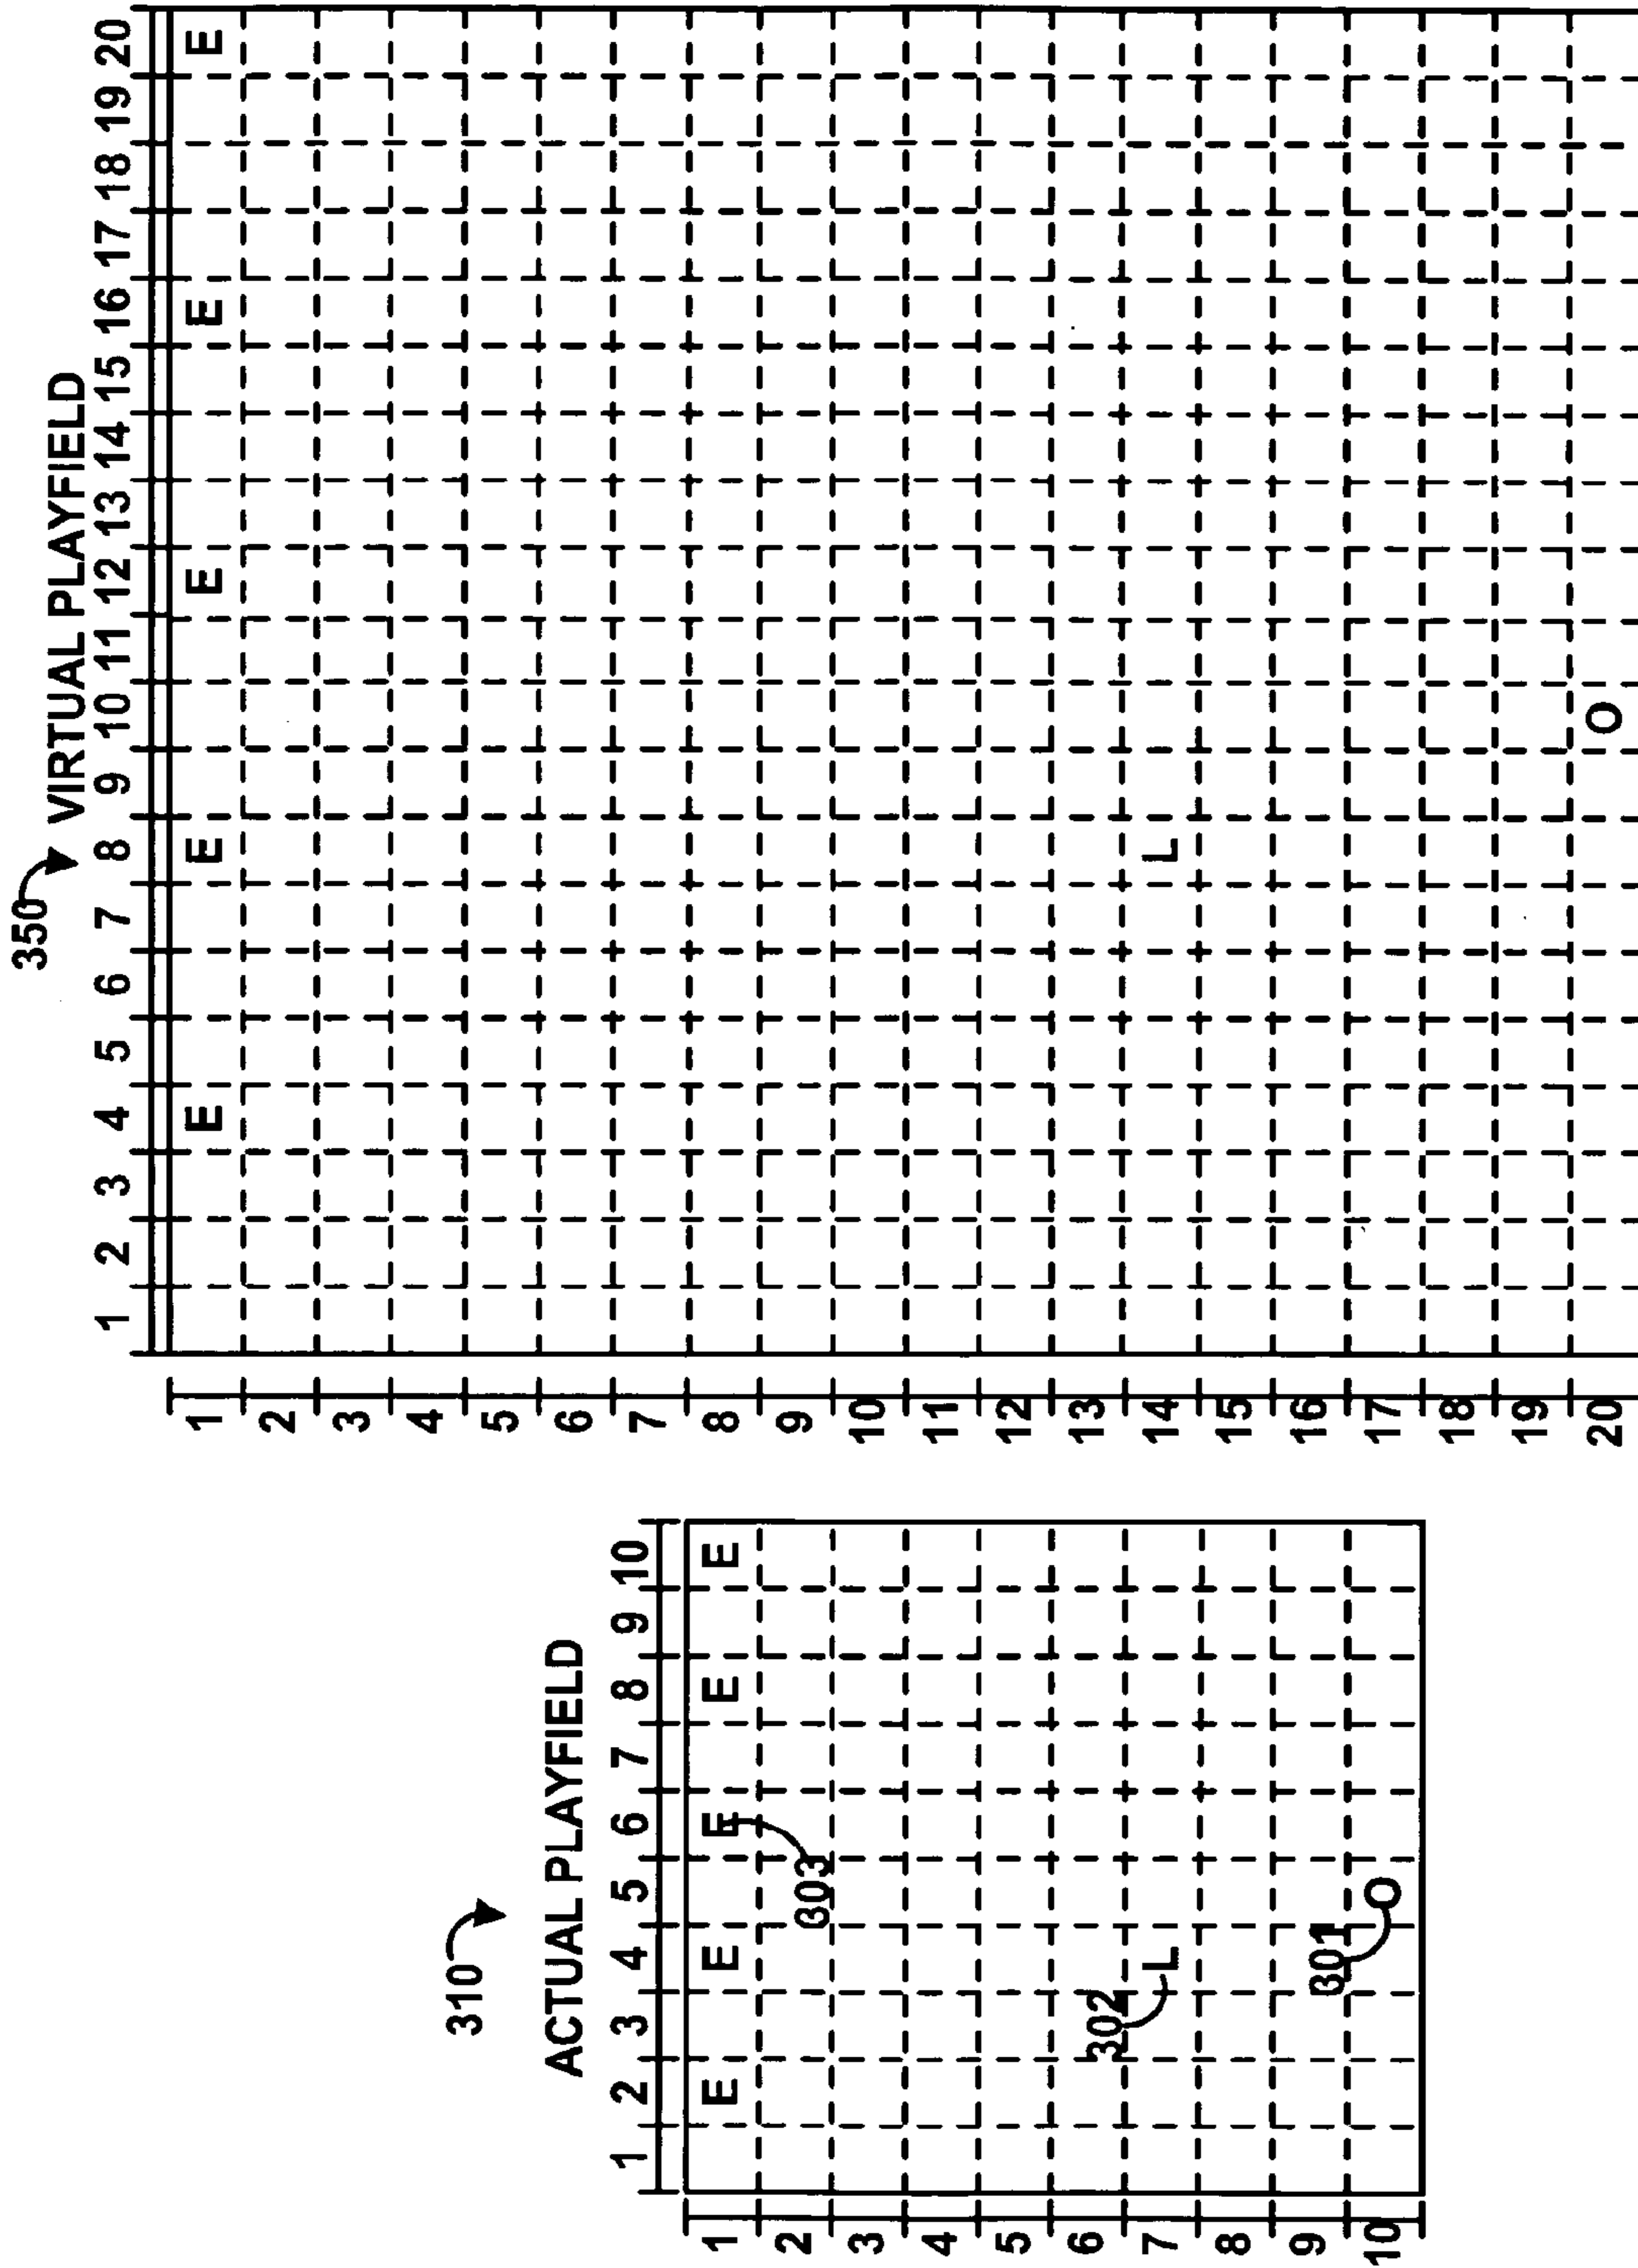 310
ACTUAL PLAYFIELD
1 2 3 4 5 6 7 8 9 10
1 E E E E E
2 303
3
4
5
6 302
7 L
8
9 301
10 O
350
VIRTUAL PLAYFIELD
1 2 3 4 5 6 7 8 9 10 11 12 13 14 15 16 17 18 19 20
1 E E E E E
2
3
4
5
6
7
8
9
10
11
12
13
14 L
15
16
17
18
19
20 O